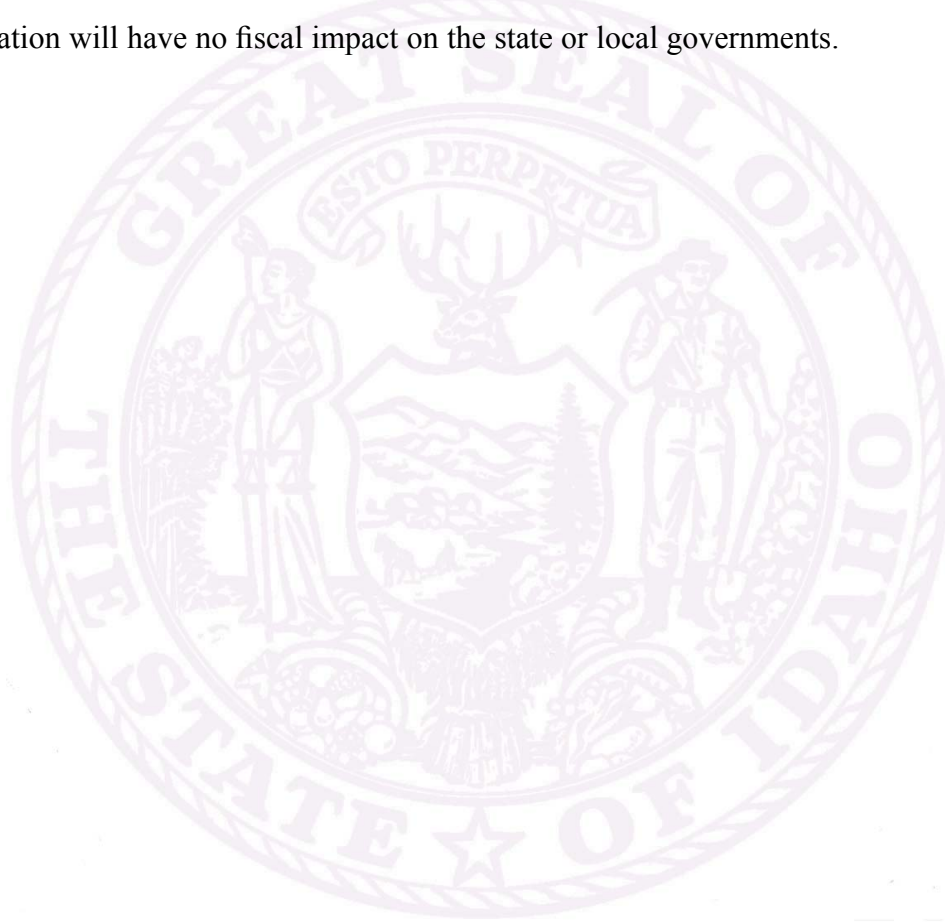 ation will have no fiscal impact on the state or local governments.
GREAT SEAL OF
ESTO PERPETUA
THE STATE ★ OF IDAHO